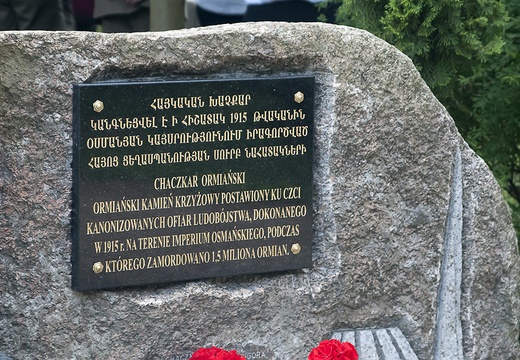 ՀԱՅԿԱԿԱՆ ԽԱՉՔԱՐ
ԿԱՆԳՆԵՑՎԵԼ Է Ի ՀԻՇԱՏԱԿ 1915 ԹՎԱԿԱՆԻՆ
ՕՍՄԱՆՅԱՆ ԿԱՅՍՐՈՒԹՅՈՒՆՈՒՄ ԻՐԱԳՈՐԾՎԱԾ
ՀԱՅՈՑ ՑԵՂԱՍՊԱՆՈՒԹՅԱՆ ՍՈՒՐԲ ՆԱՀԱՏԱԿՆԵՐԻ
CHACZKAR ORMIAŃSKI
ORMIAŃSKI KAMIEŃ KRZYŻOWY POSTAWIONY KU CZCI
KANONIZOWANYCH OFIAR LUDOBÓJSTWA, DOKONANEGO
W 1915 r. NA TERENIE IMPERIUM OSMAŃSKIEGO, PODCZAS
KTÓREGO ZAMORDOWANO 1.5 MILIONA ORMIAN.